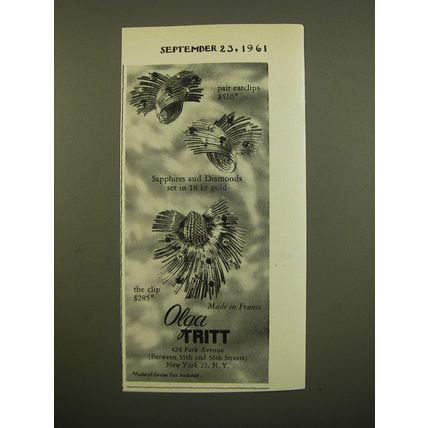 SEPTEMBER 23, 1961
pair earclips
$410*
Sapphires and Diamonds
set in 18 kt gold
the clip
$285*
Made in France
Olga
TRITT
424 Park Avenue
(Between 55th and 56th Streets)
New York 22, N. Y.
*Federal Excise Tax Included